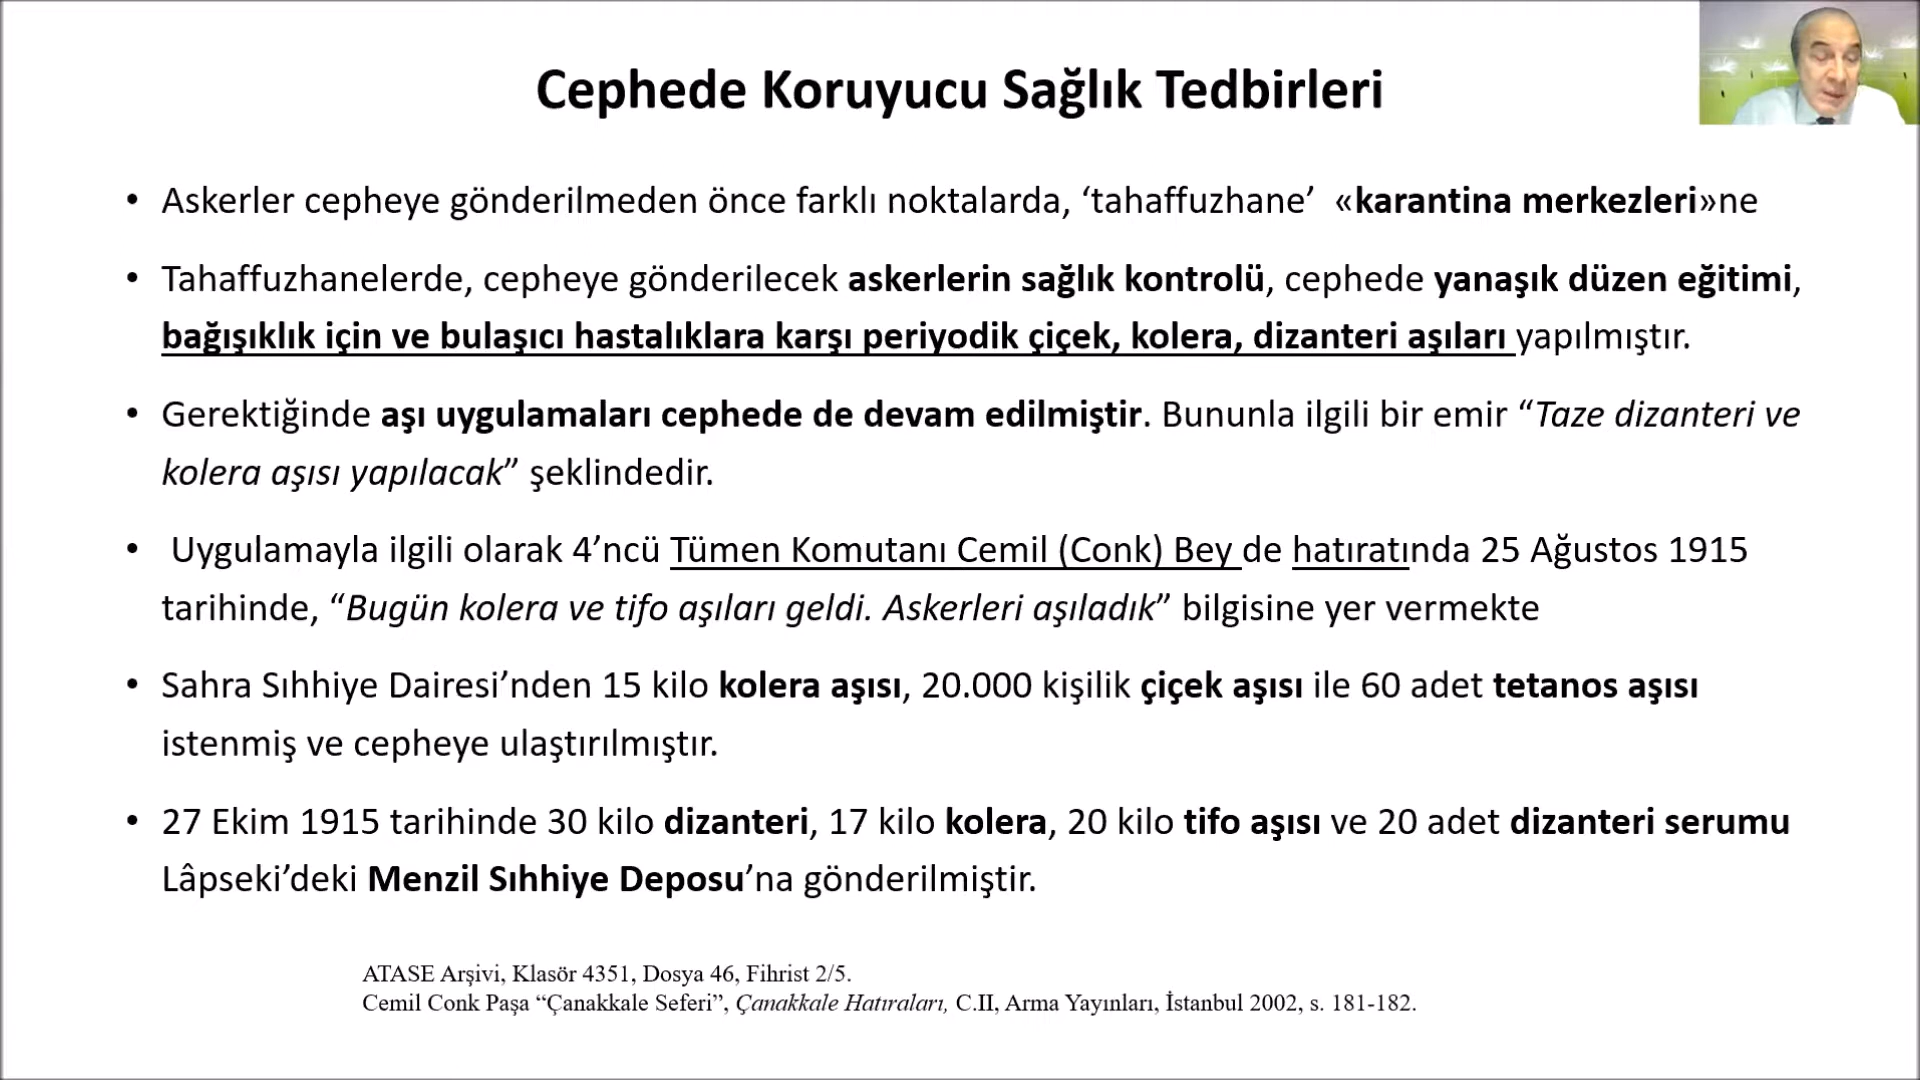 Cephede Koruyucu Sağlık Tedbirleri
• Askerler cepheye gönderilmeden önce farklı noktalarda, ‘tahaffuzhane’ «karantina merkezleri»ne
• Tahaffuzhanelerde, cepheye gönderilecek askerlerin sağlık kontrolü, cephede yanaşık düzen eğitimi,
bağışıklık için ve bulaşıcı hastalıklara karşı periyodik çiçek, kolera, dizanteri aşıları yapılmıştır.
• Gerektiğinde aşı uygulamaları cephede de devam edilmiştir. Bununla ilgili bir emir “Taze dizanteri ve
kolera aşısı yapılacak” şeklindedir.
• Uygulamayla ilgili olarak 4’ncü Tümen Komutanı Cemil (Conk) Bey de hatıratında 25 Ağustos 1915
tarihinde, “Bugün kolera ve tifo aşıları geldi. Askerleri aşıladık” bilgisine yer vermekte
• Sahra Sıhhiye Dairesi’nden 15 kilo kolera aşısı, 20.000 kişilik çiçek aşısı ile 60 adet tetanos aşısı
istenmiş ve cepheye ulaştırılmıştır.
• 27 Ekim 1915 tarihinde 30 kilo dizanteri, 17 kilo kolera, 20 kilo tifo aşısı ve 20 adet dizanteri serumu
Lâpseki’deki Menzil Sıhhiye Deposu’na gönderilmiştir.
ATASE Arşivi, Klasör 4351, Dosya 46, Fihrist 2/5.
Cemil Conk Paşa “Çanakkale Seferi”, Çanakkale Hatıraları, C.II, Arma Yayınları, İstanbul 2002, s. 181-182.